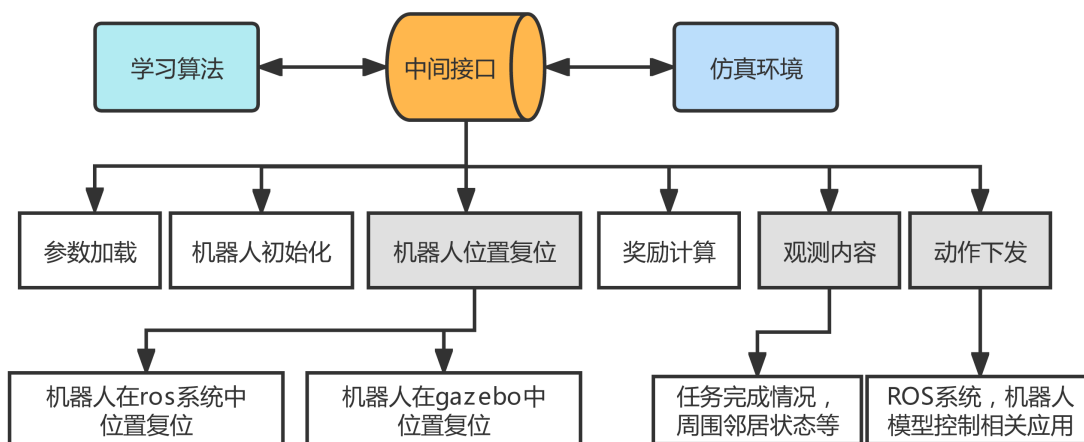 学习算法
中间接口
仿真环境
参数加载
机器人初始化
机器人位置复位
奖励计算
观测内容
动作下发
机器人在ros系统中
位置复位
机器人在gazebo中
位置复位
任务完成情况，
周围邻居状态等
ROS系统，机器人
模型控制相关应用